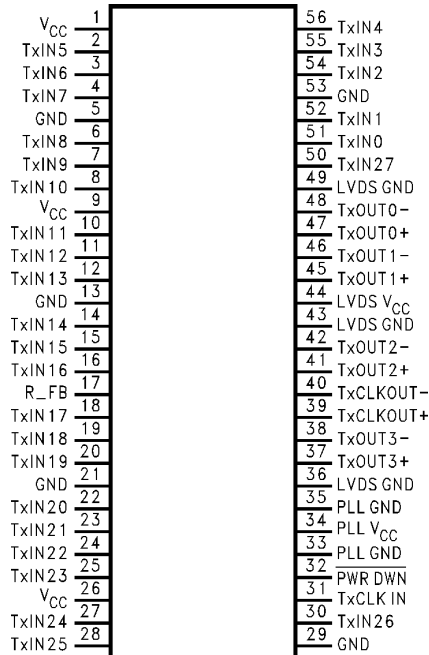 VCC 1 56 TxIN4
TxIN5 2 55 TxIN3
TxIN6 3 54 TxIN2
TxIN7 4 53 GND
GND 5 52 TxIN1
TxIN8 6 51 TxIN0
TxIN9 7 50 TxIN27
TxIN10 8 49 LVDS GND
VCC 9 48 TxOUT0-
TxIN11 10 47 TxOUT0+
TxIN12 11 46 TxOUT1-
TxIN13 12 45 TxOUT1+
GND 13 44 LVDS VCC
TxIN14 14 43 LVDS GND
TxIN15 15 42 TxOUT2-
TxIN16 16 41 TxOUT2+
R_FB 17 40 TxCLKOUT-
TxIN17 18 39 TxCLKOUT+
TxIN18 19 38 TxOUT3-
TxIN19 20 37 TxOUT3+
GND 21 36 LVDS GND
TxIN20 22 35 PLL GND
TxIN21 23 34 PLL VCC
TxIN22 24 33 PLL GND
TxIN23 25 32 PWR DWN
VCC 26 31 TxCLK IN
TxIN24 27 30 TxIN26
TxIN25 28 29 GND